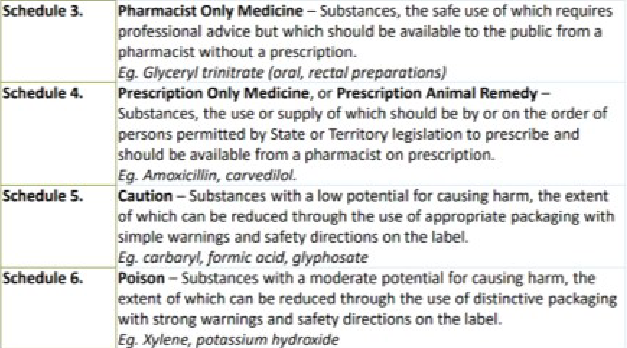 Schedule 3. Pharmacist Only Medicine – Substances, the safe use of which requires
professional advice but which should be available to the public from a
pharmacist without a prescription.
Eg. Glyceryl trinitrate (oral, rectal preparations)
Schedule 4. Prescription Only Medicine, or Prescription Animal Remedy –
Substances, the use or supply of which should be by or on the order of
persons permitted by State or Territory legislation to prescribe and
should be available from a pharmacist on prescription.
Eg. Amoxicillin, carvedilol.
Schedule 5. Caution – Substances with a low potential for causing harm, the extent
of which can be reduced through the use of appropriate packaging with
simple warnings and safety directions on the label.
Eg. carbaryl, formic acid, glyphosate
Schedule 6. Poison – Substances with a moderate potential for causing harm, the
extent of which can be reduced through the use of distinctive packaging
with strong warnings and safety directions on the label.
Eg. Xylene, potassium hydroxide